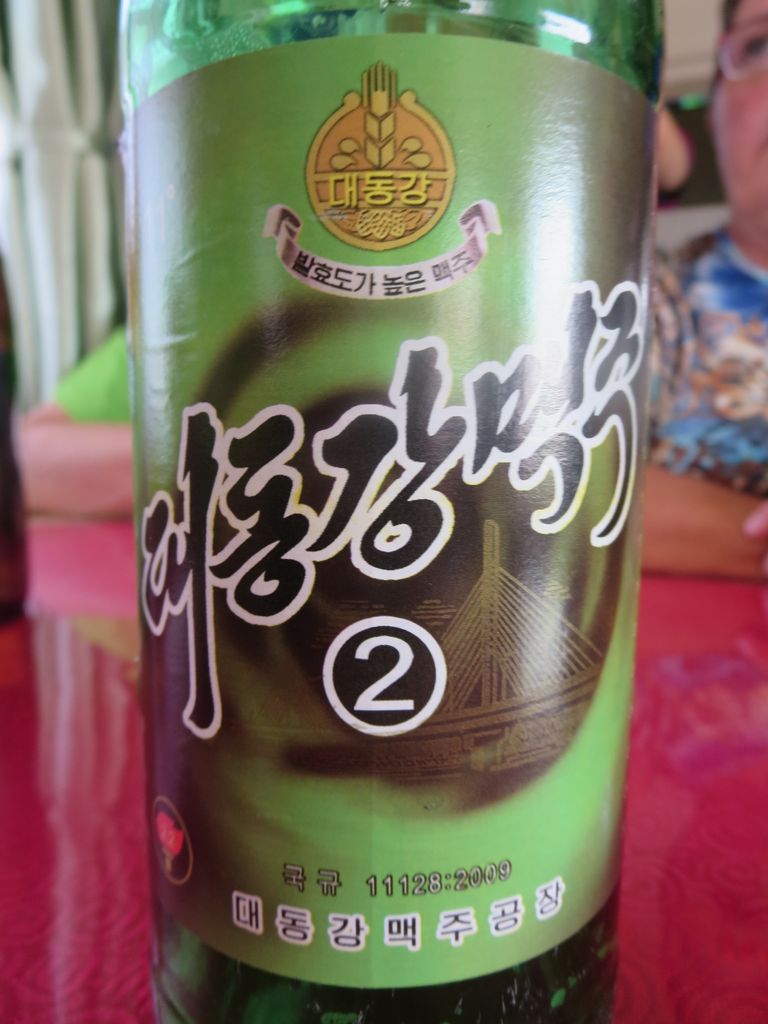 11°
대동강
발효도가 높은 맥주
대동강맥주
2
국규 11128:2009
대동강맥주공장